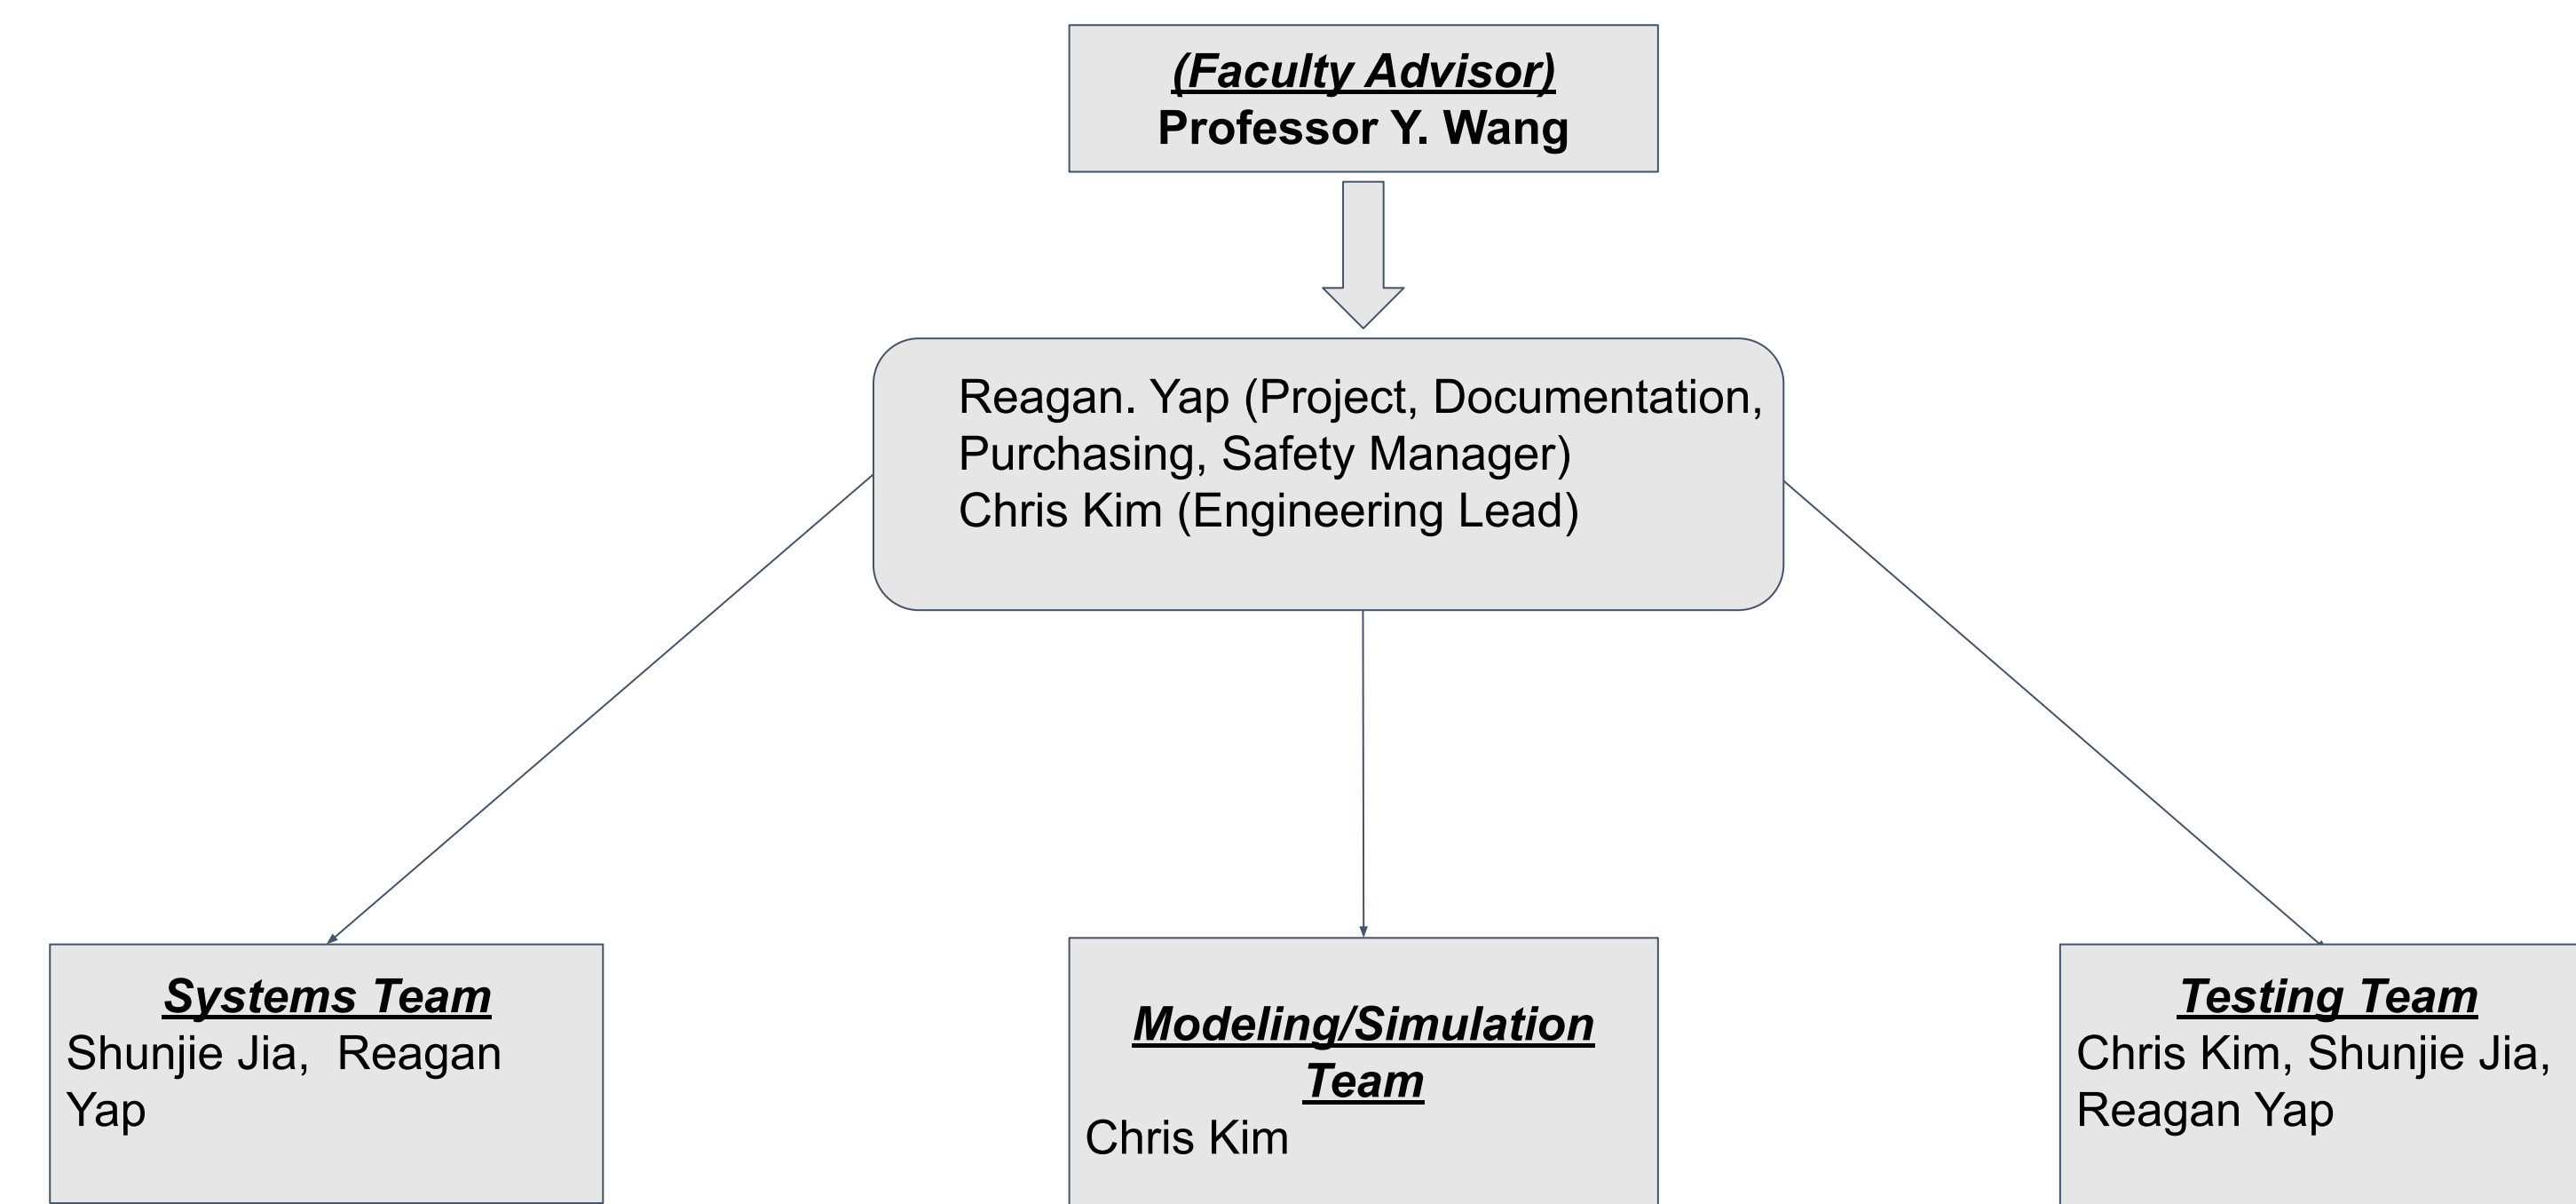 (Faculty Advisor)
Professor Y. Wang
Reagan. Yap (Project, Documentation,
Purchasing, Safety Manager)
Chris Kim (Engineering Lead)
Systems Team
Shunjie Jia,  Reagan
Yap
Modeling/Simulation
Team
Chris Kim
Testing Team
Chris Kim, Shunjie Jia,
Reagan Yap